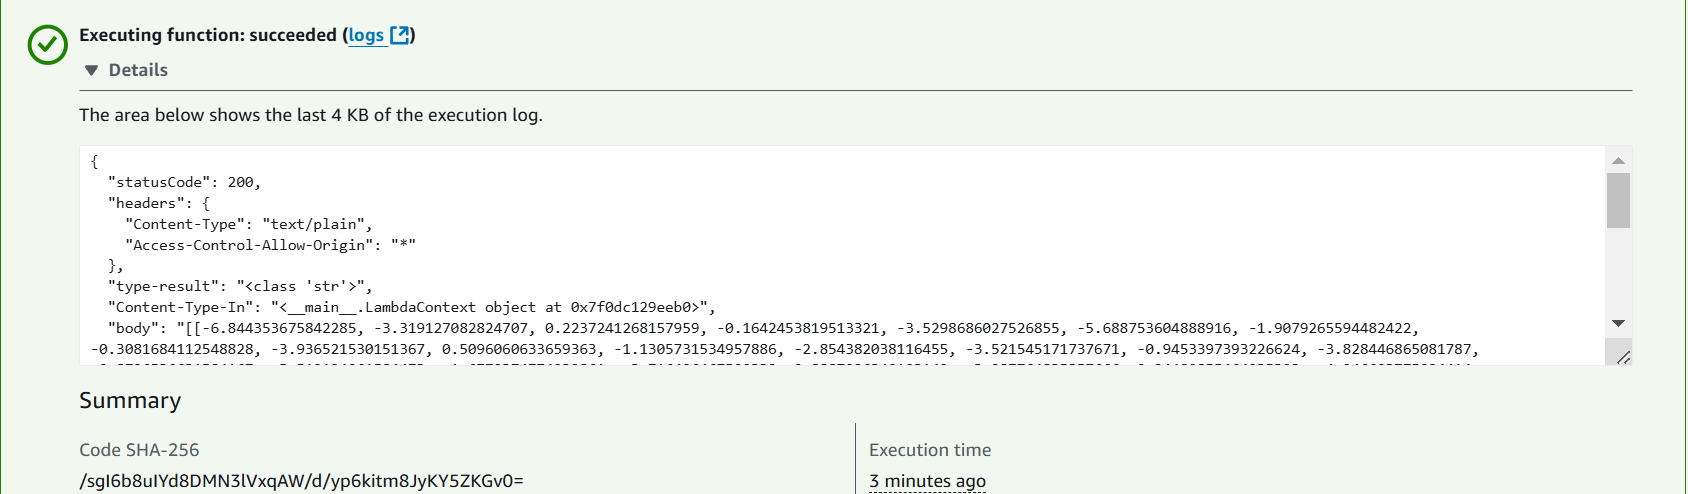 Executing function: succeeded (logs)
▼ Details
The area below shows the last 4 KB of the execution log.
{
"statusCode": 200,
"headers": {
"Content-Type": "text/plain",
"Access-Control-Allow-Origin": "*"
},
"type-result": "<class 'str'>",
"Content-Type-In": "<__main__.LambdaContext object at 0x7f0dc129eeb0>",
"body": "[[-6.844353675842285, -3.319127082824707, 0.2237241268157959, -0.1642453819513321, -3.5298686027526855, -5.688753604888916, -1.9079265594482422,
-0.3081684112548828, -3.936521530151367, 0.5096060633659363, -1.1305731534957886, -2.854382038116455, -3.521545171737671, -0.9453397393226624, -3.828446865081787,
Summary
Code SHA-256
Execution time
/sgI6b8uIYd8DMN3lVxqAW/d/yp6kitm8JyKY5ZKGv0=
3 minutes ago